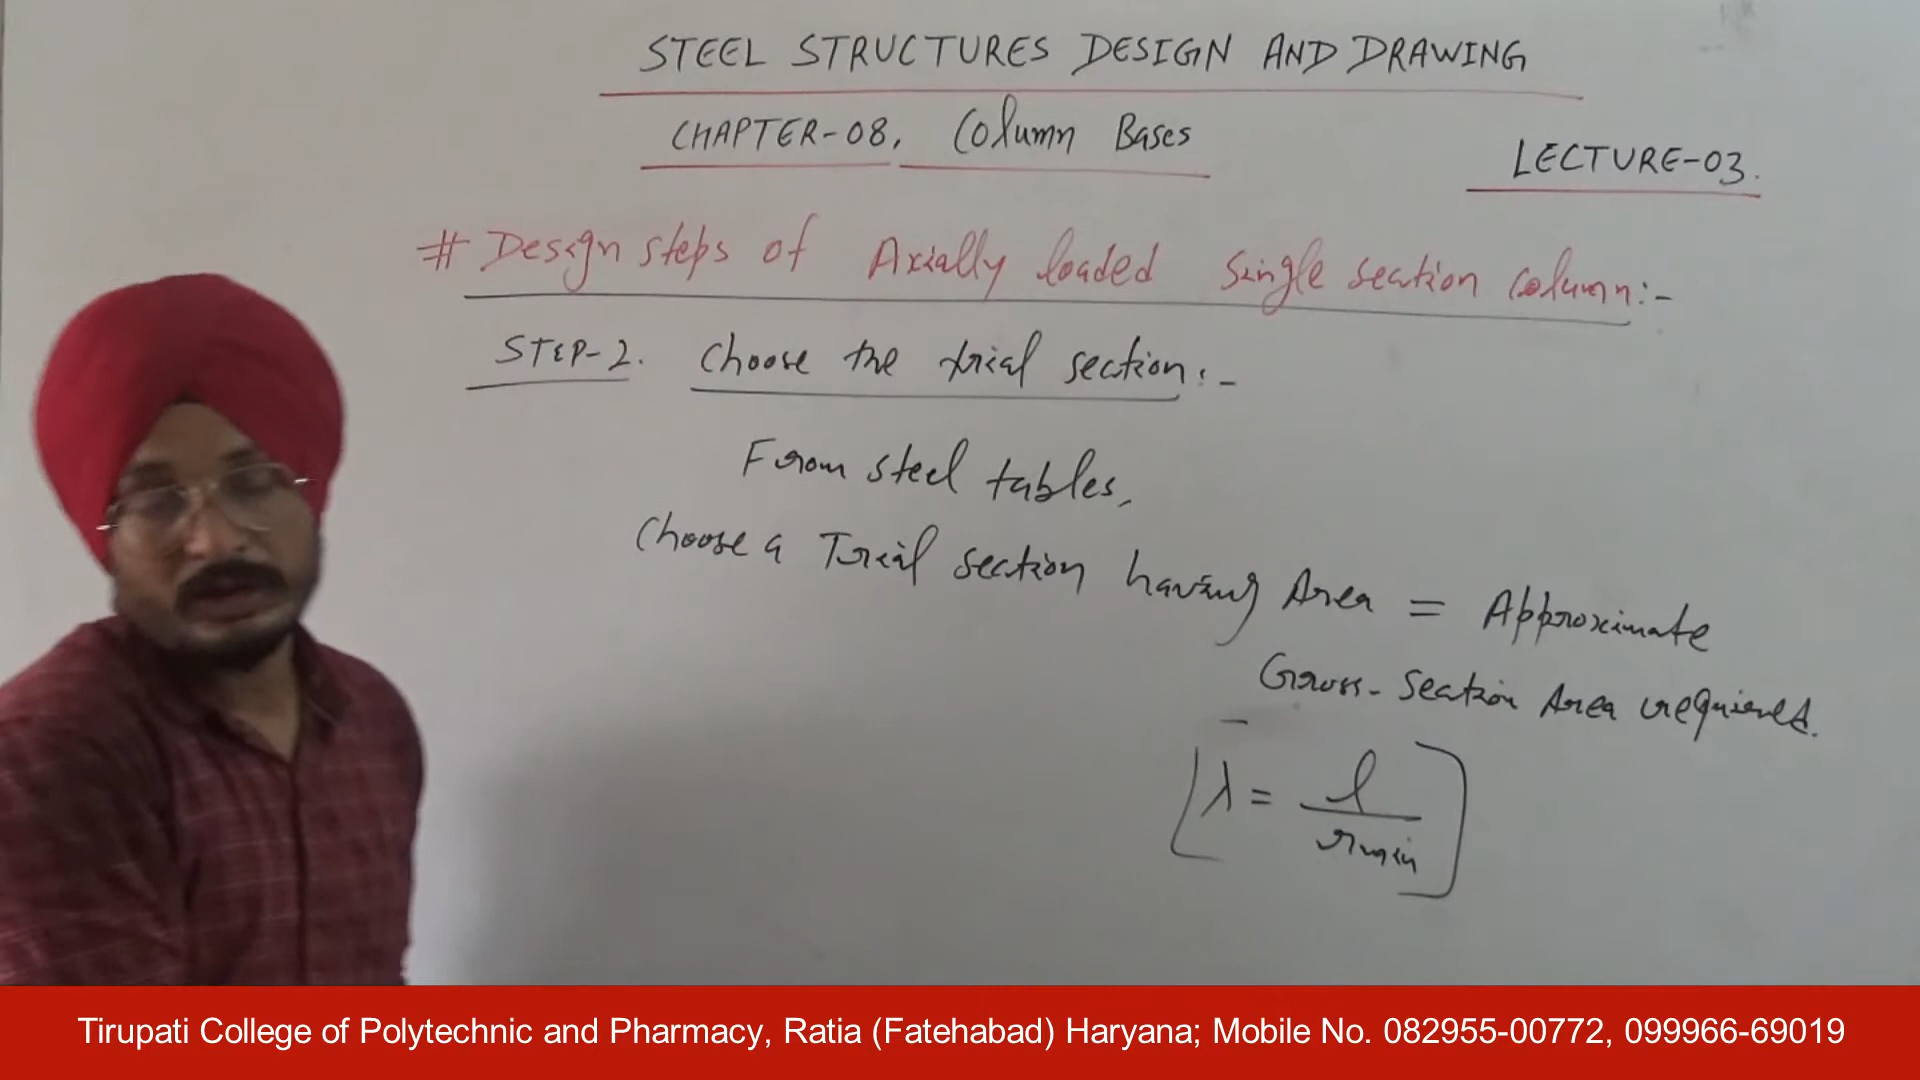 STEEL STRUCTURES DESIGN AND DRAWING
CHAPTER-08. Column Bases
LECTURE-03.
# Design steps of Axially loaded single section column:-
STEP-2. Choose the trial section:-
From steel tables,
Choose a Trial section having Area = Approximate
Gross-Section Area required.
[λ = l / rmin]
Tirupati College of Polytechnic and Pharmacy, Ratia (Fatehabad) Haryana; Mobile No. 082955-00772, 099966-69019